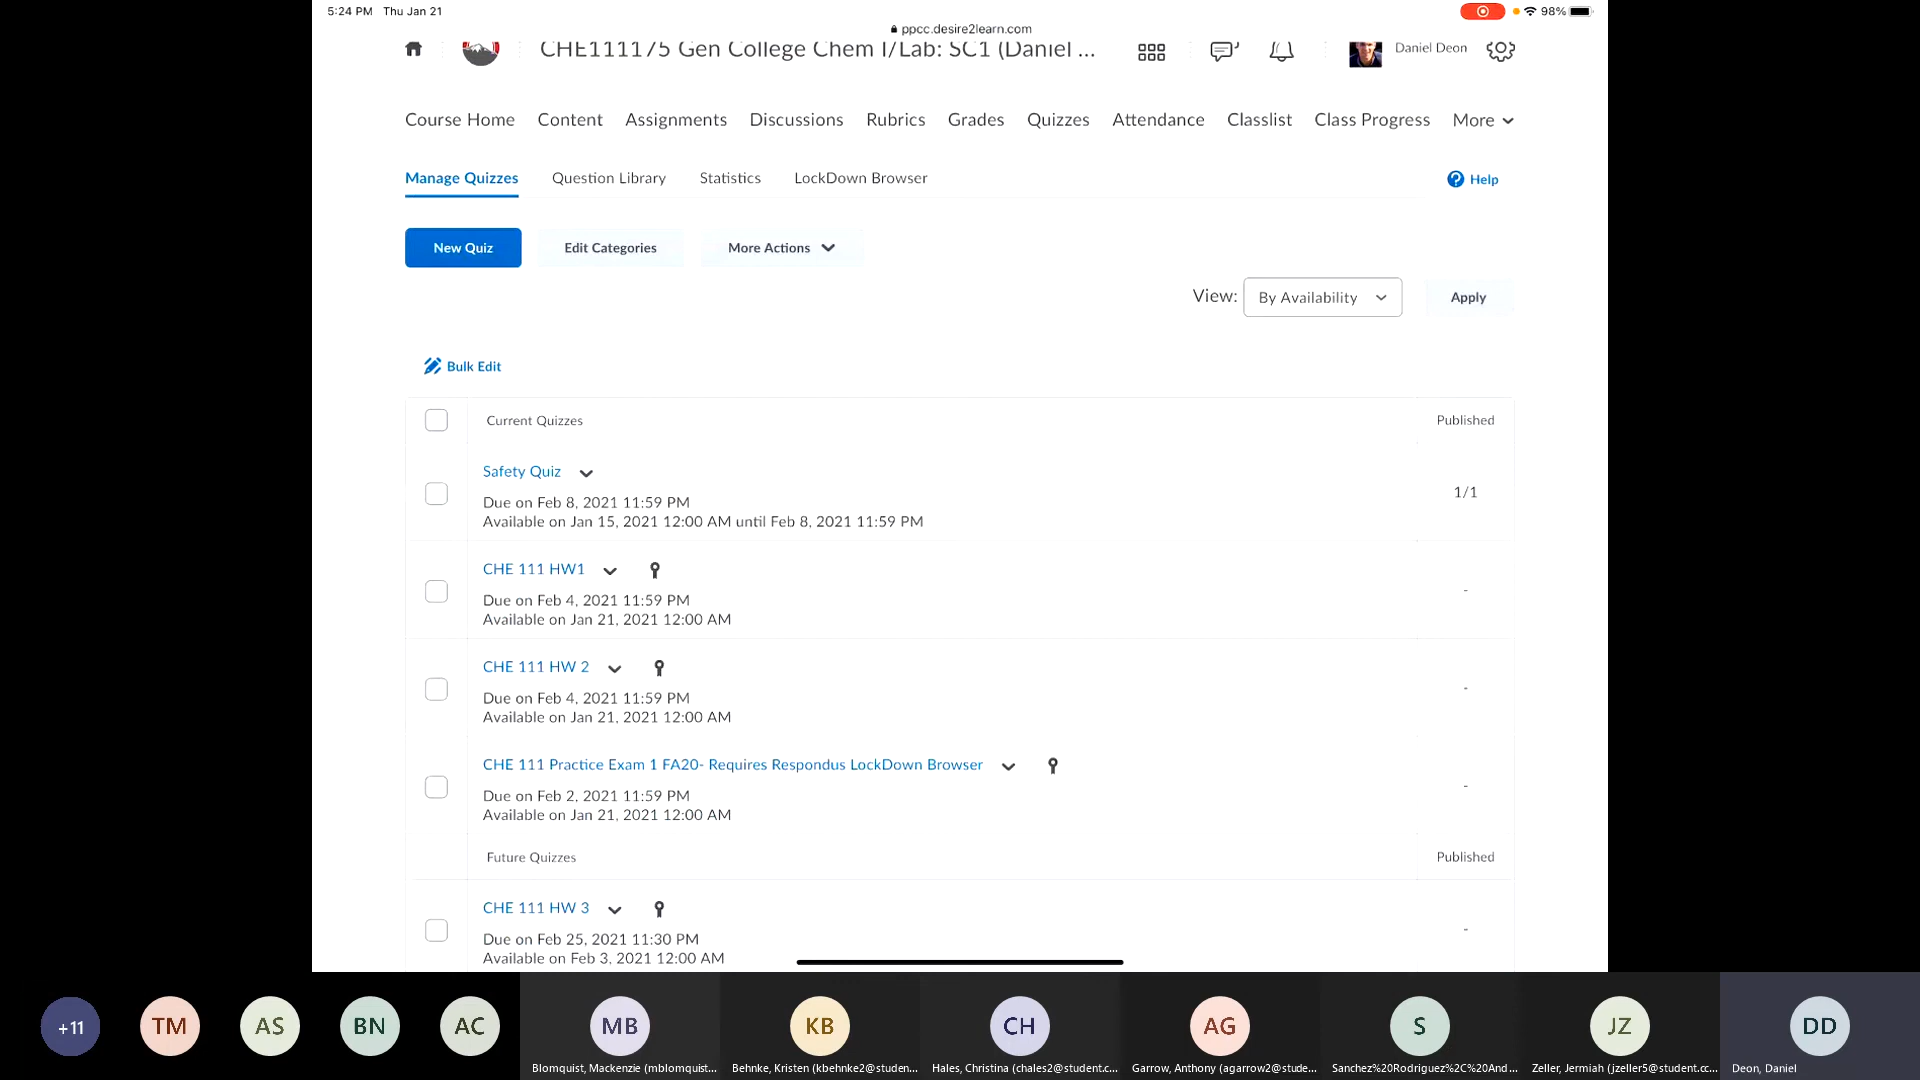 5:24 PM Thu Jan 21
98%
ppcc.desire2learn.com
CHE111175 Gen College Chem I/Lab: SC1 (Daniel ...
Daniel Deon
Course Home Content Assignments Discussions Rubrics Grades Quizzes Attendance Classlist Class Progress More
Manage Quizzes Question Library Statistics LockDown Browser
Help
New Quiz Edit Categories More Actions
View: By Availability Apply
Bulk Edit
Current Quizzes Published
Safety Quiz
Due on Feb 8, 2021 11:59 PM
Available on Jan 15, 2021 12:00 AM until Feb 8, 2021 11:59 PM
1/1
CHE 111 HW1
Due on Feb 4, 2021 11:59 PM
Available on Jan 21, 2021 12:00 AM
-
CHE 111 HW 2
Due on Feb 4, 2021 11:59 PM
Available on Jan 21, 2021 12:00 AM
-
CHE 111 Practice Exam 1 FA20- Requires Respondus LockDown Browser
Due on Feb 2, 2021 11:59 PM
Available on Jan 21, 2021 12:00 AM
-
Future Quizzes Published
CHE 111 HW 3
Due on Feb 25, 2021 11:30 PM
Available on Feb 3, 2021 12:00 AM
-
+11 TM AS BN AC MB KB CH AG S JZ DD
Blomquist, Mackenzie (mblomquist... Behnke, Kristen (kbehnke2@studen... Hales, Christina (chales2@student.c... Garrow, Anthony (agarrow2@stude... Sanchez%20Rodriguez%2C%20And... Zeller, Jermiah (jzeller5@student.cc... Deon, Daniel